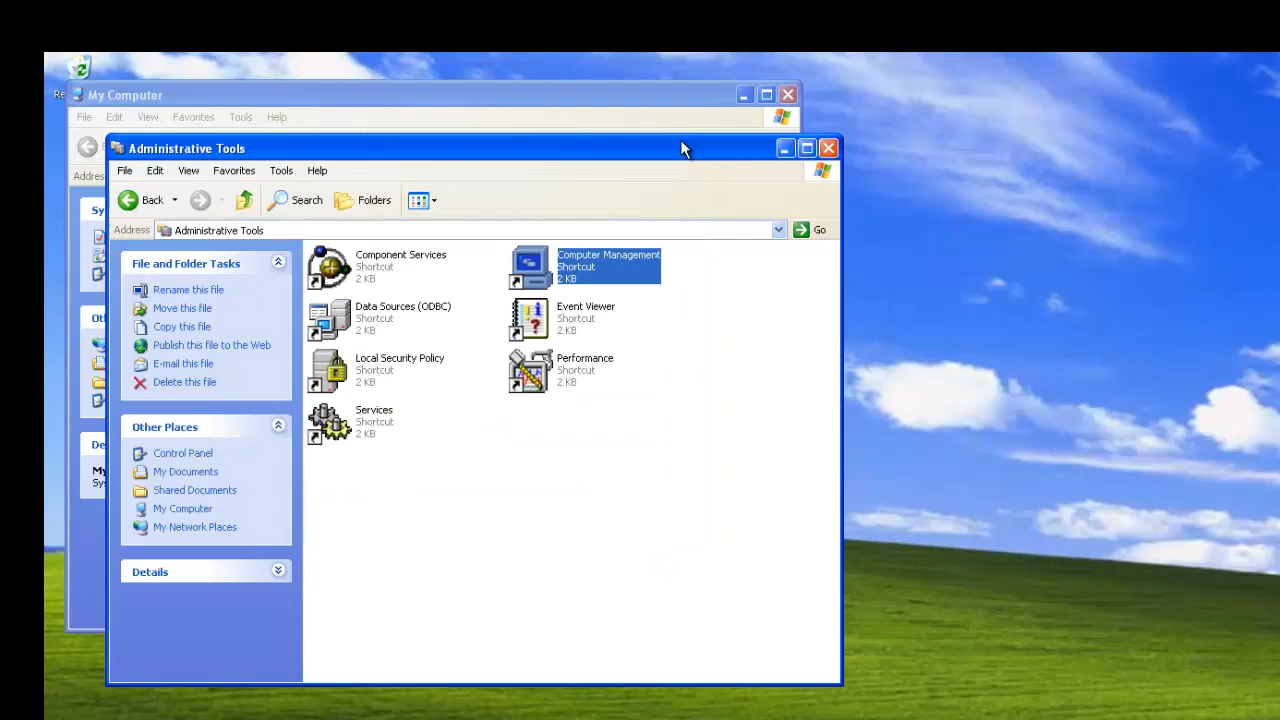 Re
My Computer
File Edit View Favorites Tools Help
Address
Sy
Ot
De
My
Sys
Administrative Tools
File Edit View Favorites Tools Help
Back Search Folders
Address Administrative Tools Go
File and Folder Tasks
Rename this file
Move this file
Copy this file
Publish this file to the Web
E-mail this file
Delete this file
Other Places
Control Panel
My Documents
Shared Documents
My Computer
My Network Places
Details
Component Services
Shortcut
2 KB
Computer Management
Shortcut
2 KB
Data Sources (ODBC)
Shortcut
2 KB
Event Viewer
Shortcut
2 KB
Local Security Policy
Shortcut
2 KB
Performance
Shortcut
2 KB
Services
Shortcut
2 KB